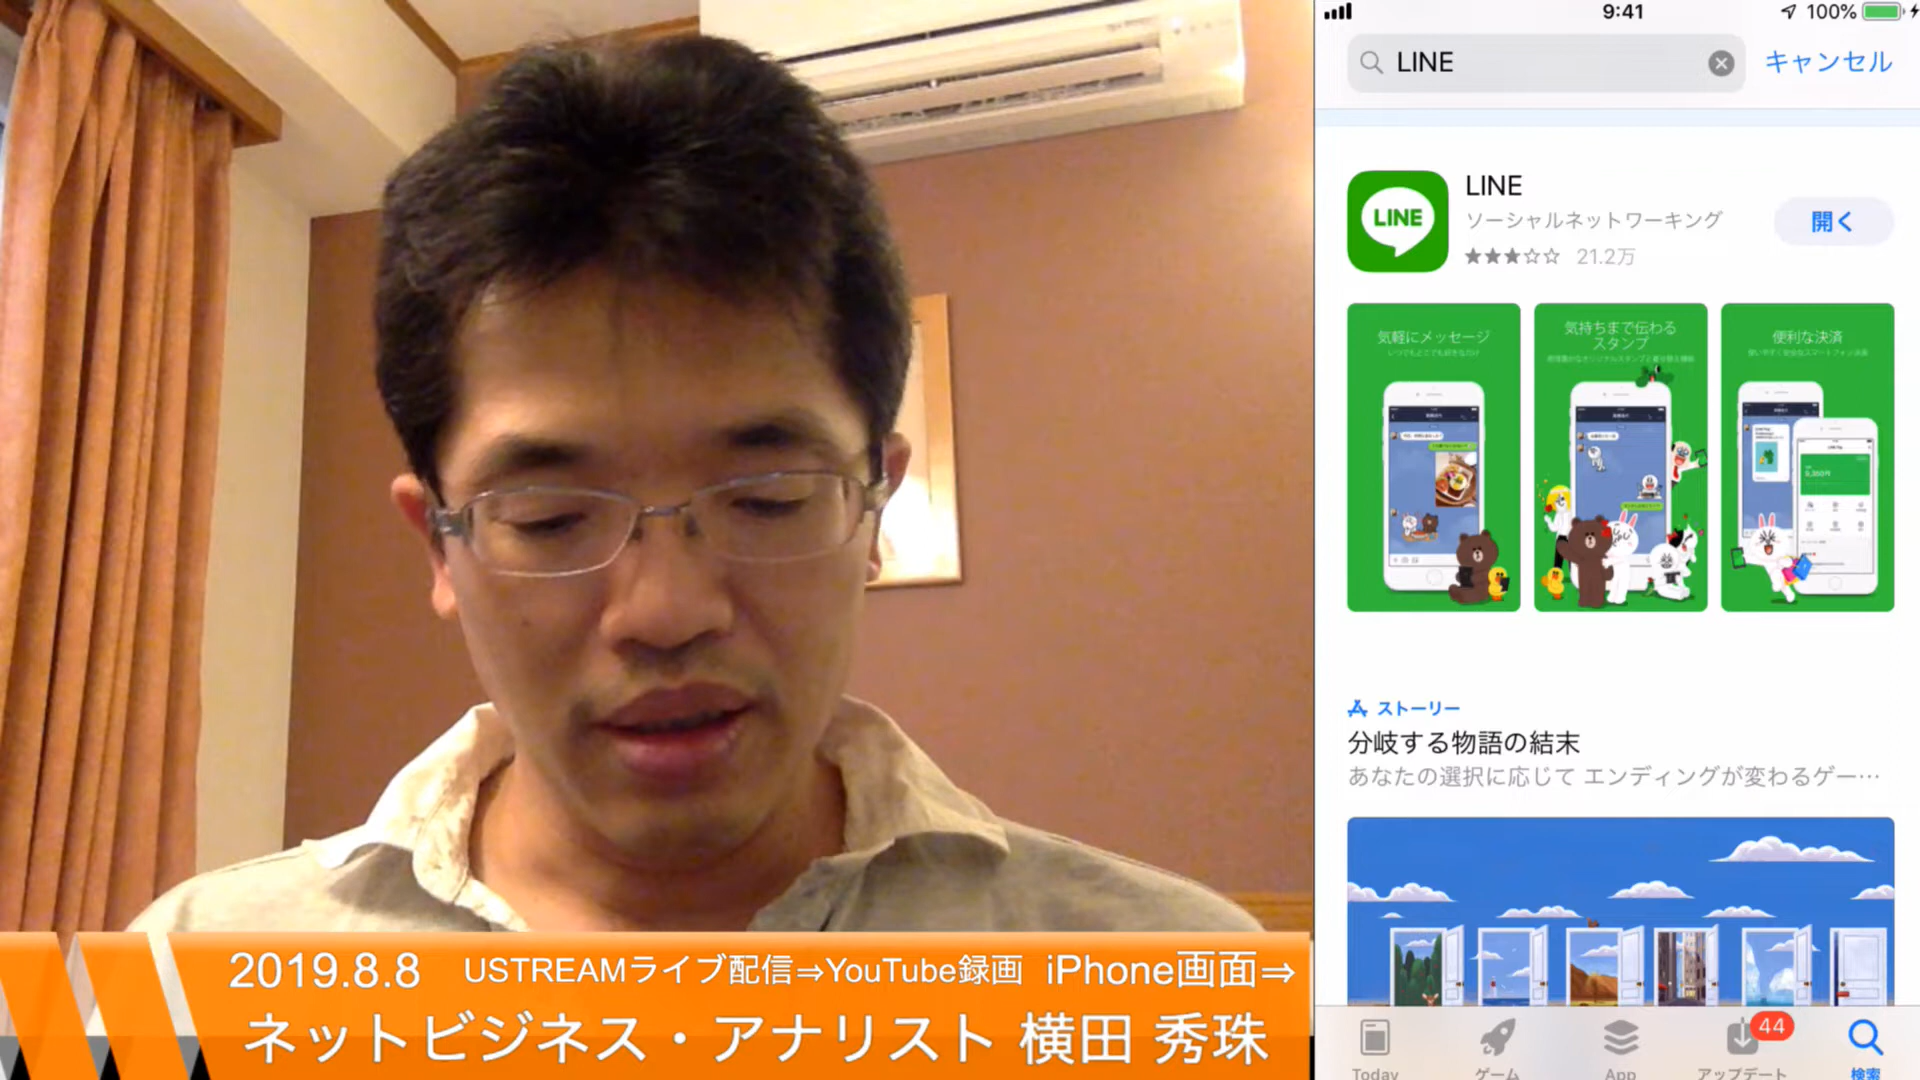 9:41
100%
LINE
キャンセル
LINE
LINE
ソーシャルネットワーキング
開く
★★★☆☆ 21.2万
気軽にメッセージ
気持ちまで伝わる
スタンプ
便利な決済
ストーリー
分岐する物語の結末
あなたの選択に応じて エンディングが変わるゲー…
2019.8.8 USTREAMライブ配信⇒YouTube録画 iPhone画面⇒
ネットビジネス・アナリスト 横田 秀珠
44
Today
ゲーム
App
アップデート
検索